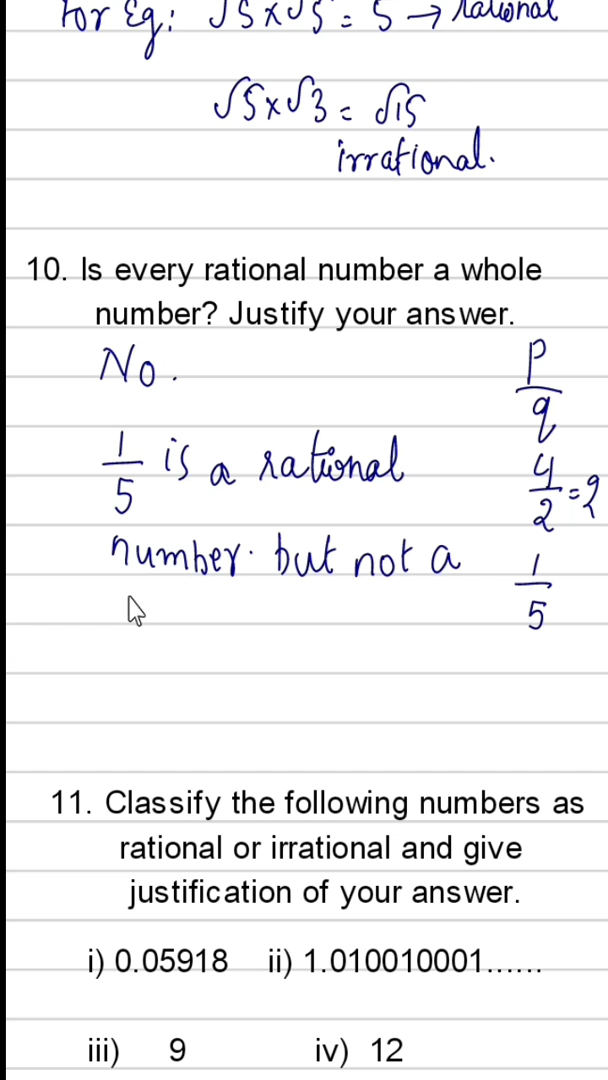 For Eg: √5 x √5 = 5 → rational
√5 x √3 = √15
irrational.
10. Is every rational number a whole
number? Justify your answer.
No.
p/q
1/5 is a rational
4/2 = 2
number. but not a
1/5
11. Classify the following numbers as
rational or irrational and give
justification of your answer.
i) 0.05918 ii) 1.010010001......
iii) 9 iv) 12